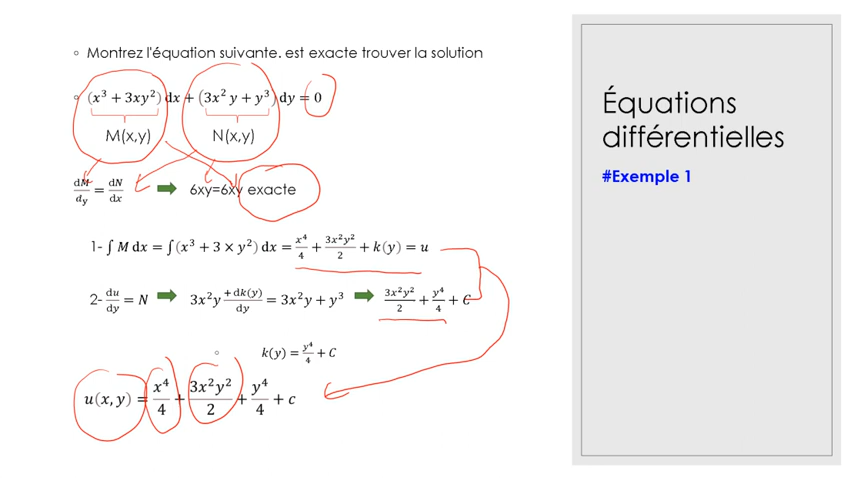 Montrez l'équation suivante. est exacte trouver la solution
(x³ + 3xy²) dx + (3x² y + y³) dy = 0
M(x,y) N(x,y)
dM/dy = dN/dx 6xy=6xy exacte
1- ∫ M dx = ∫(x³ + 3 × y²) dx = x⁴/4 + 3x²y²/2 + k(y) = u
2- du/dy = N 3x²y +dk(y)/dy = 3x²y + y³ 3x²y²/2 + y⁴/4 + C
k(y) = y⁴/4 + C
u(x,y) = x⁴/4 + 3x²y²/2 + y⁴/4 + c
Équations
différentielles
#Exemple 1